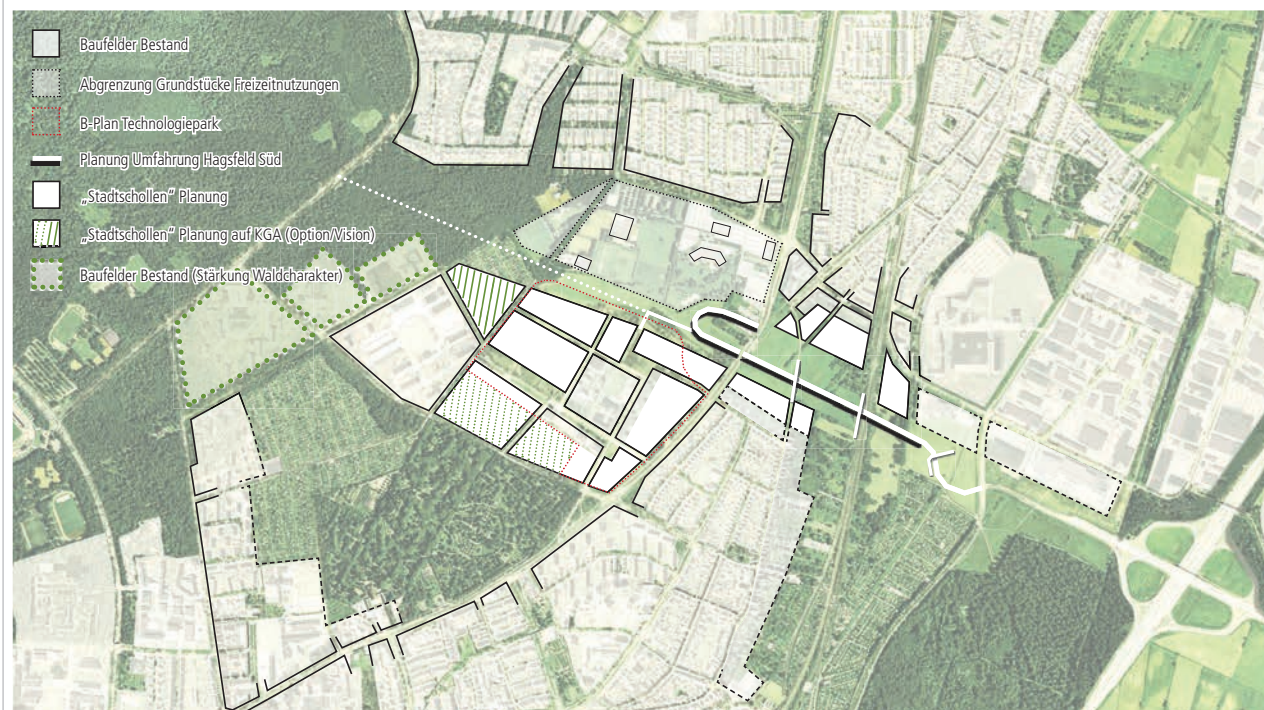 Baufelder Bestand
Abgrenzung Grundstücke Freizeitnutzungen
B-Plan Technologiepark
Planung Umfahrung Hagsfeld Süd
„Stadtschollen“ Planung
„Stadtschollen“ Planung auf KGA (Option/Vision)
Baufelder Bestand (Stärkung Waldcharakter)